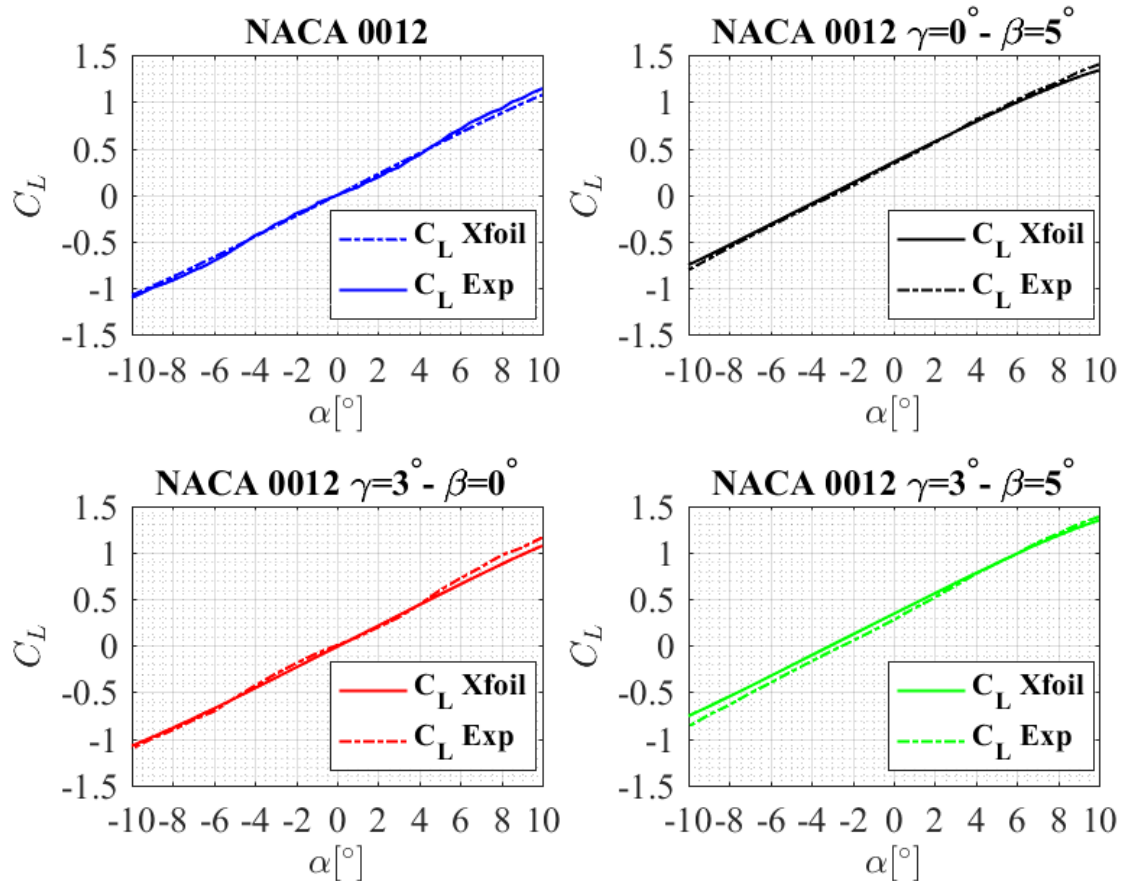 NACA 0012
1.5
1
0.5
0
-0.5
-1
-1.5
C_L
C_L Xfoil
C_L Exp
-10 -8 -6 -4 -2 0 2 4 6 8 10
α[°]
NACA 0012 γ=0°- β=5°
1.5
1
0.5
0
-0.5
-1
-1.5
C_L
C_L Xfoil
C_L Exp
-10 -8 -6 -4 -2 0 2 4 6 8 10
α[°]
NACA 0012 γ=3°- β=0°
1.5
1
0.5
0
-0.5
-1
-1.5
C_L
C_L Xfoil
C_L Exp
-10 -8 -6 -4 -2 0 2 4 6 8 10
α[°]
NACA 0012 γ=3°- β=5°
1.5
1
0.5
0
-0.5
-1
-1.5
C_L
C_L Xfoil
C_L Exp
-10 -8 -6 -4 -2 0 2 4 6 8 10
α[°]